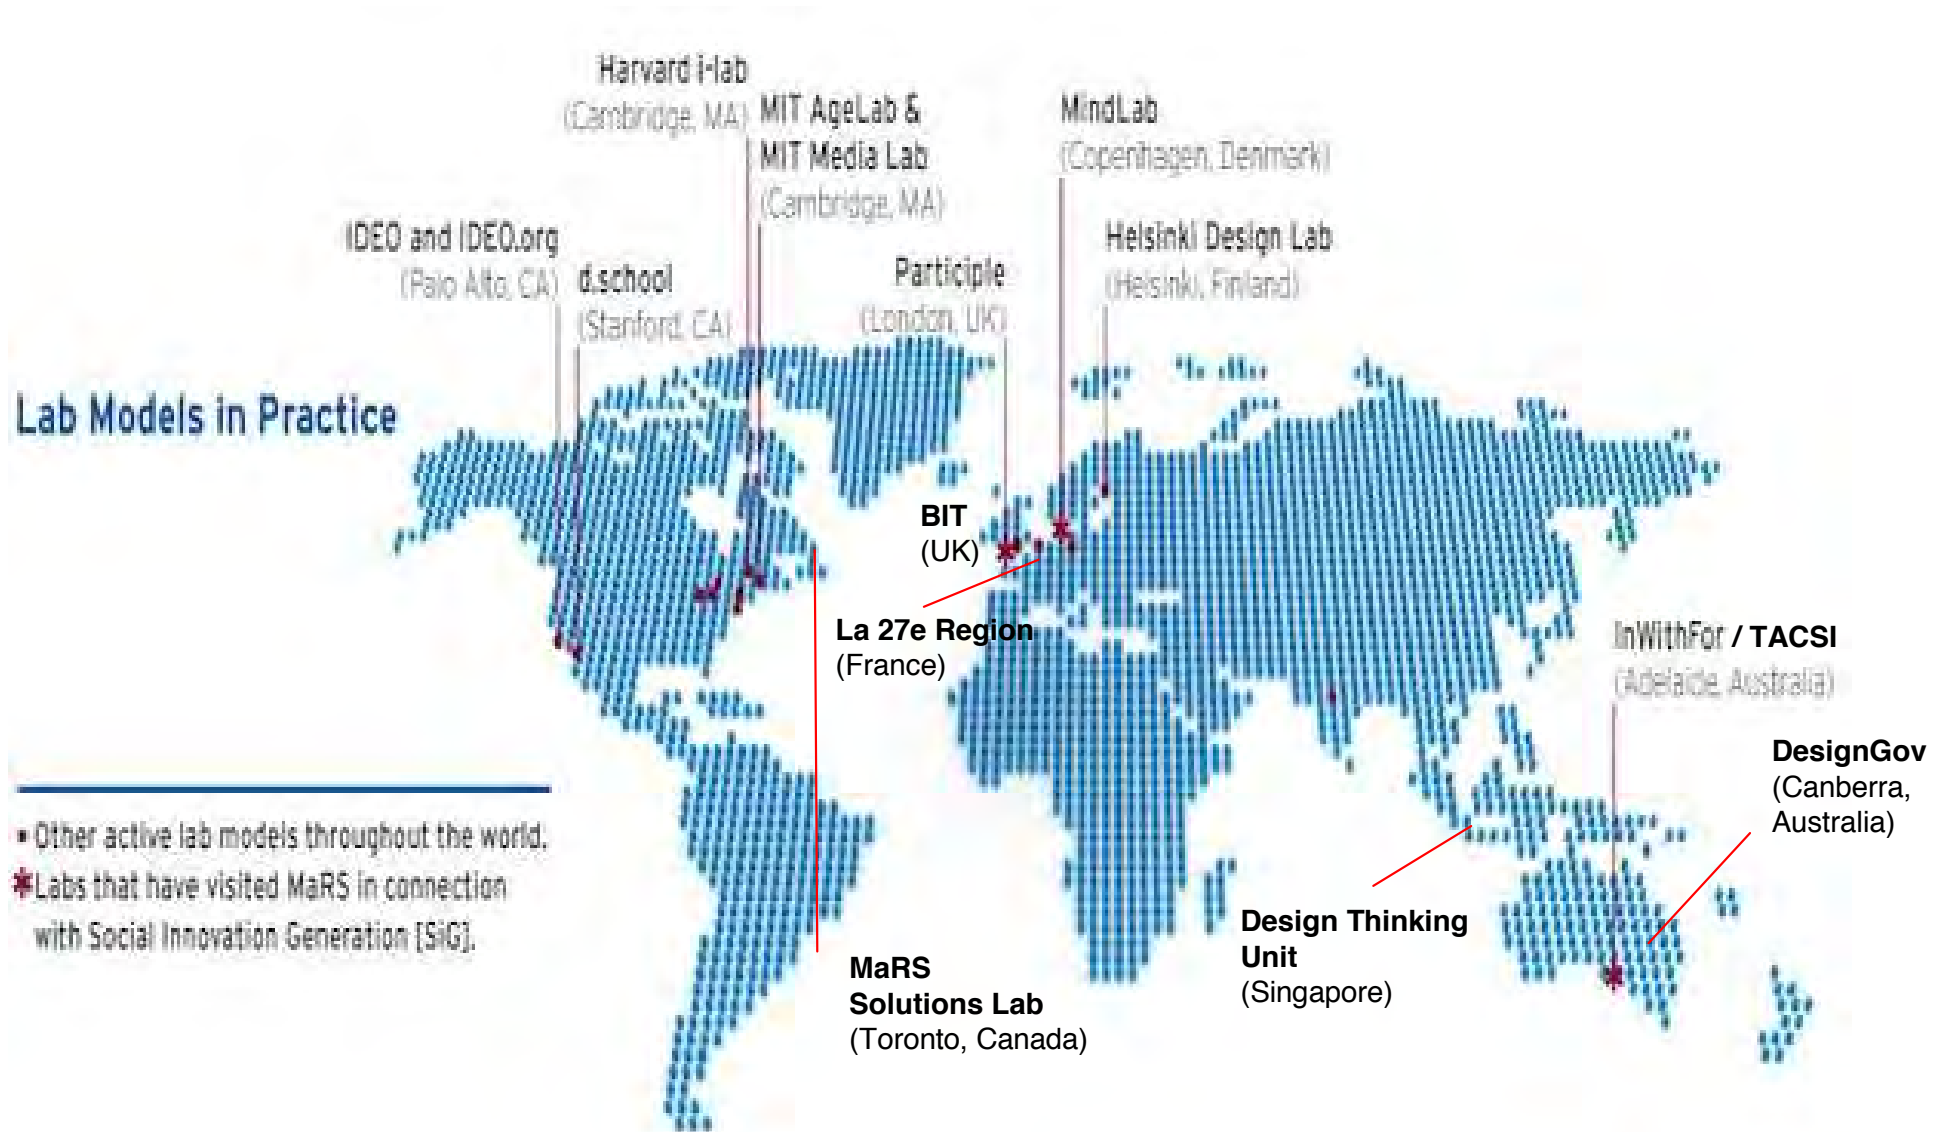 Harvard i-lab
(Cambridge, MA)
MIT AgeLab &
MIT Media Lab
(Cambridge, MA)
MindLab
(Copenhagen, Denmark)
IDEO and IDEO.org
(Palo Alto, CA)
d.school
(Stanford, CA)
Participle
(London, UK)
Helsinki Design Lab
(Helsinki, Finland)
Lab Models in Practice
BIT
(UK)
La 27e Region
(France)
InWithFor / TACSI
(Adelaide, Australia)
DesignGov
(Canberra,
Australia)
Other active lab models throughout the world.
Labs that have visited MaRS in connection
with Social Innovation Generation [SiG].
Design Thinking
Unit
(Singapore)
MaRS
Solutions Lab
(Toronto, Canada)